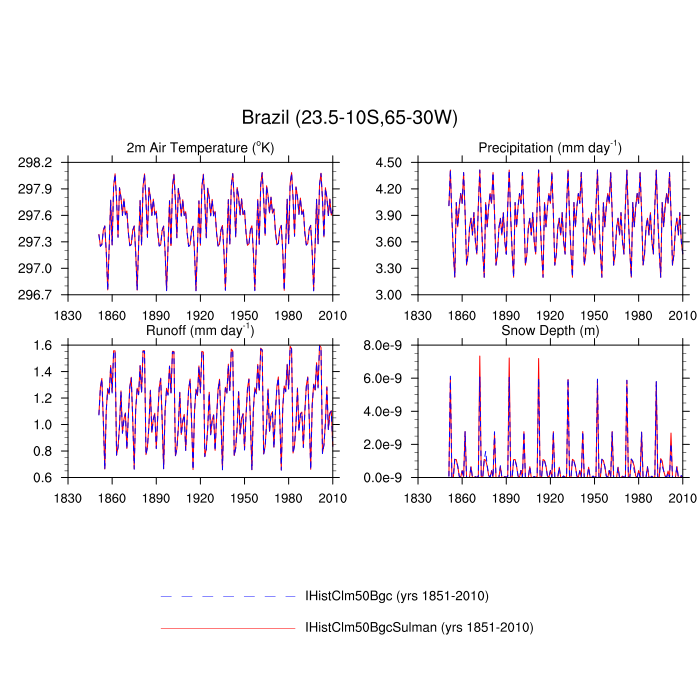 Brazil (23.5-10S,65-30W)
2m Air Temperature (°K)
298.2
297.9
297.6
297.3
297.0
296.7
1830 1860 1890 1920 1950 1980 2010
Precipitation (mm day⁻¹)
4.50
4.20
3.90
3.60
3.30
3.00
1830 1860 1890 1920 1950 1980 2010
Runoff (mm day⁻¹)
1.6
1.4
1.2
1.0
0.8
0.6
1830 1860 1890 1920 1950 1980 2010
Snow Depth (m)
8.0e-9
6.0e-9
4.0e-9
2.0e-9
0.0e-9
1830 1860 1890 1920 1950 1980 2010
IHistClm50Bgc (yrs 1851-2010)
IHistClm50BgcSulman (yrs 1851-2010)